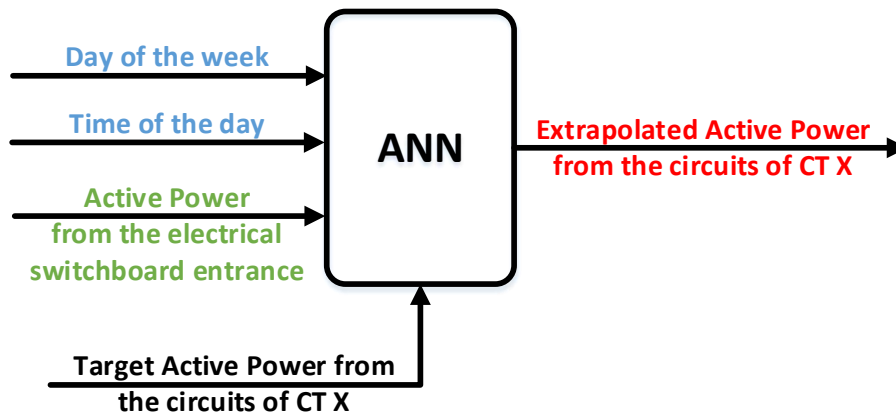 Day of the week
Time of the day
Active Power
from the electrical
switchboard entrance
ANN
Extrapolated Active Power
from the circuits of CT X
Target Active Power from
the circuits of CT X